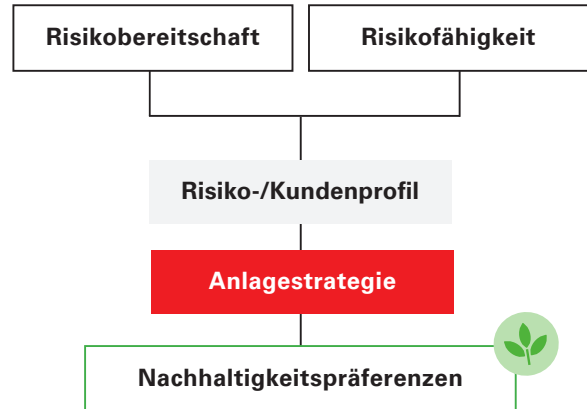 Risikobereitschaft
Risikofähigkeit
Risiko-/Kundenprofil
Anlagestrategie
Nachhaltigkeitspräferenzen